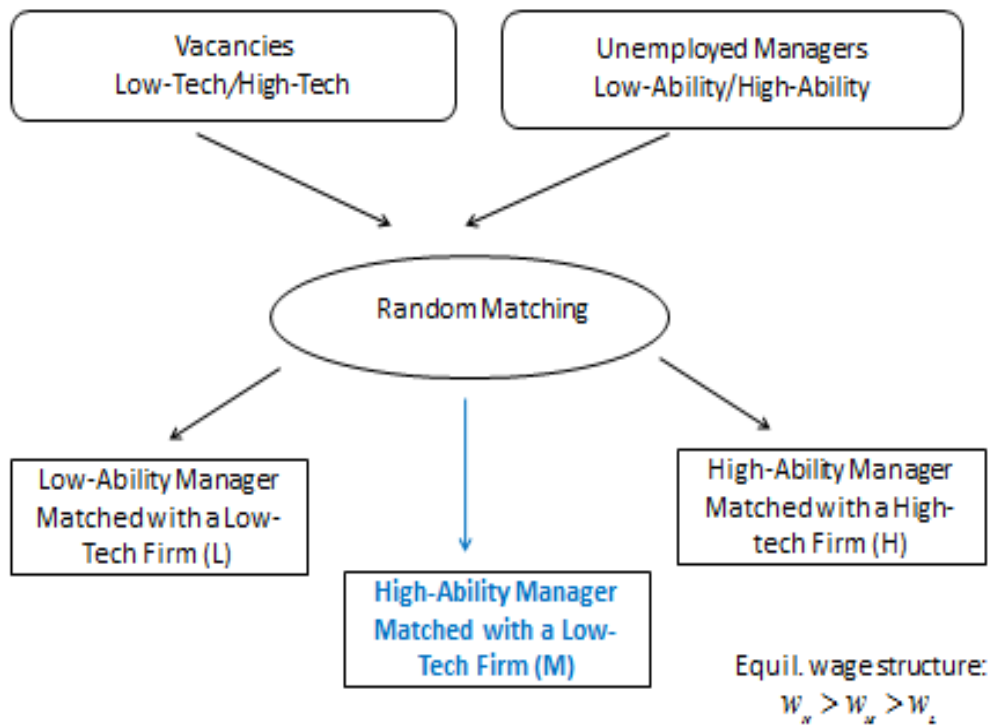 Vacancies
Low-Tech/High-Tech
Unemployed Managers
Low-Ability/High-Ability
Random Matching
Low-Ability Manager
Matched with a Low-
Tech Firm (L)
High-Ability Manager
Matched with a Low-
Tech Firm (M)
High-Ability Manager
Matched with a High-
tech Firm (H)
Equil. wage structure:
w > w > w